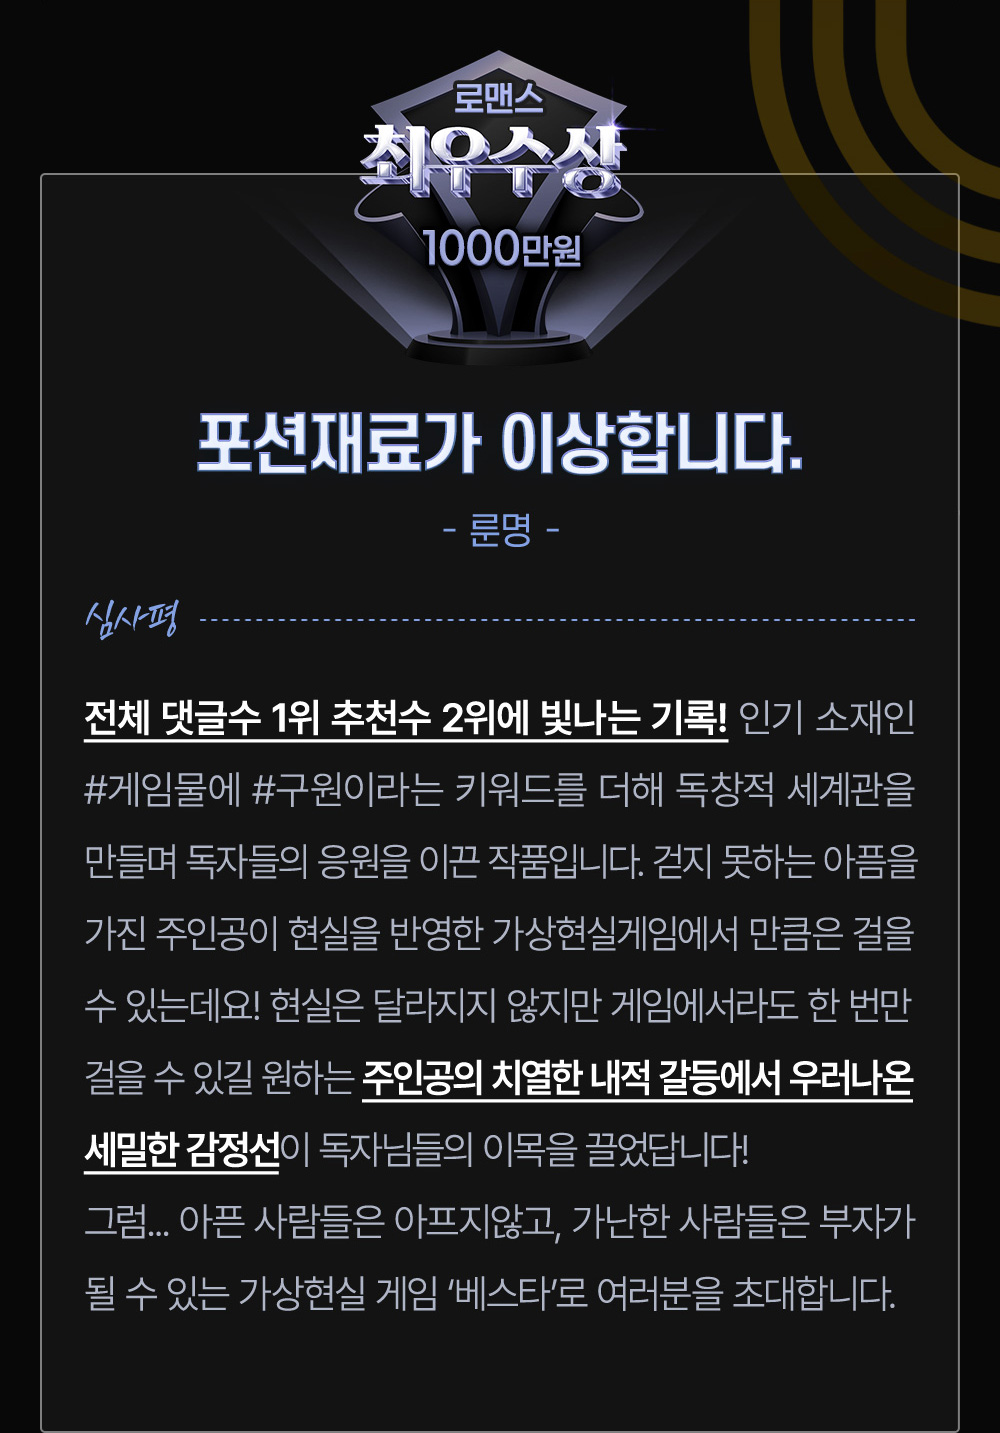 로맨스
최우수상
1000만원
포션재료가 이상합니다.
- 룬명 -
심사평
전체 댓글수 1위 추천수 2위에 빛나는 기록! 인기 소재인
#게임물에 #구원이라는 키워드를 더해 독창적 세계관을
만들며 독자들의 응원을 이끈 작품입니다. 걷지 못하는 아픔을
가진 주인공이 현실을 반영한 가상현실게임에서 만큼은 걸을
수 있는데요! 현실은 달라지지 않지만 게임에서라도 한 번만
걸을 수 있길 원하는 주인공의 치열한 내적 갈등에서 우러나온
세밀한 감정선이 독자님들의 이목을 끌었답니다!
그럼... 아픈 사람들은 아프지않고, 가난한 사람들은 부자가
될 수 있는 가상현실 게임 ‘베스타’로 여러분을 초대합니다.